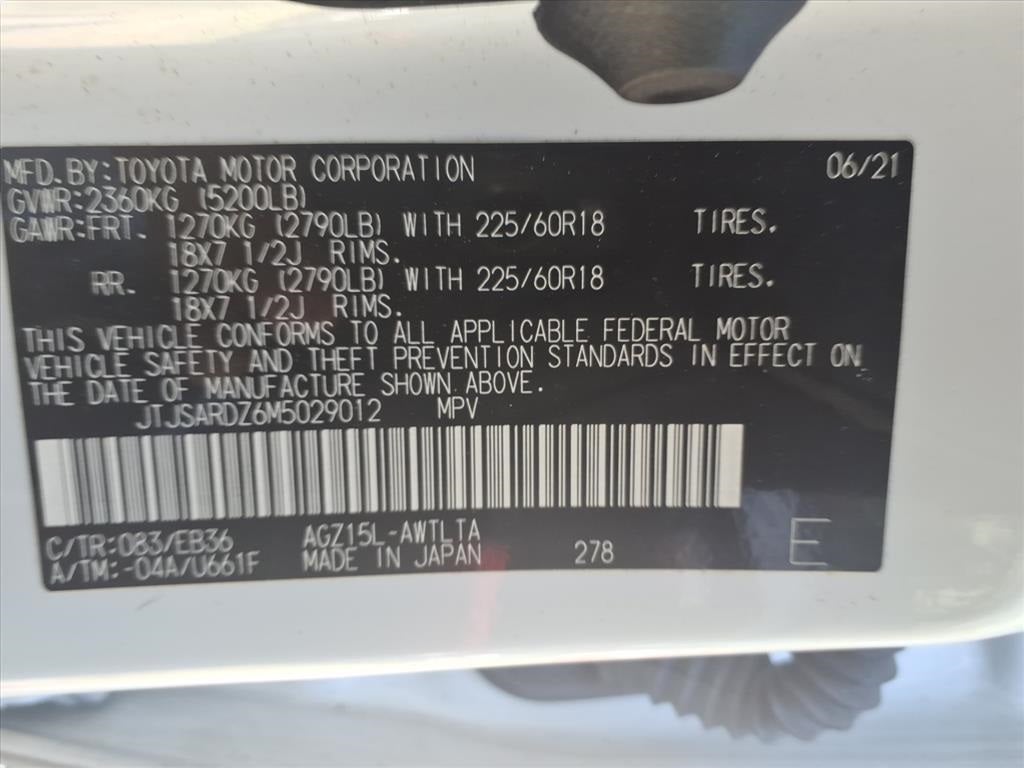 MFD. BY: TOYOTA MOTOR CORPORATION 06/21
GVWR: 2360KG (5200LB)
GAWR: FRT. 1270KG (2790LB) WITH 225/60R18 TIRES.
18X7 1/2J RIMS.
RR. 1270KG (2790LB) WITH 225/60R18 TIRES.
18X7 1/2J RIMS.
THIS VEHICLE CONFORMS TO ALL APPLICABLE FEDERAL MOTOR
VEHICLE SAFETY AND THEFT PREVENTION STANDARDS IN EFFECT ON
THE DATE OF MANUFACTURE SHOWN ABOVE.
JTJSARDZ6M5029012 MPV
C/TR: 083/EB36 AGZ15L-AWTLTA
A/TM: -04A/U661F MADE IN JAPAN 278 E